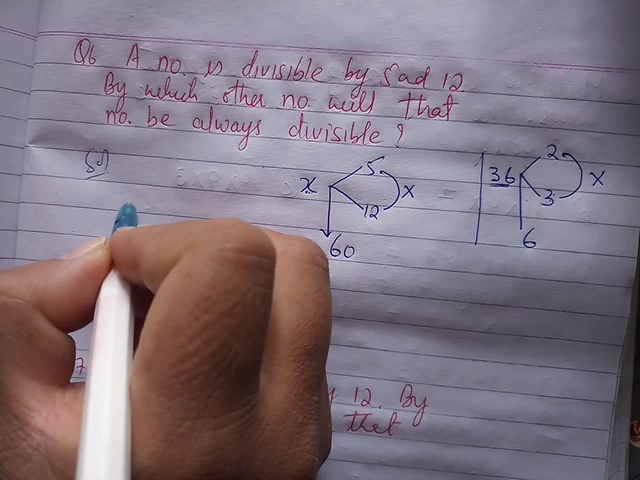 Q6 A no. is divisible by 5 ad 12.
By which other no. will that
no. be always divisible?
Sol)
x 5 12 x
60
36 2 3 x
6
7
12. By
that